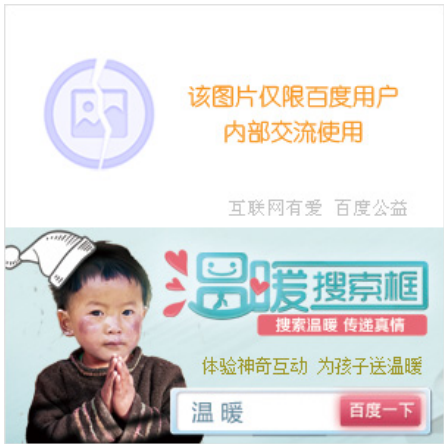 该图片仅限百度用户
内部交流使用
互联网有爱 百度公益
温暖搜索框
搜索温暖 传递真情
体验神奇互动 为孩子送温暖
温暖 百度一下